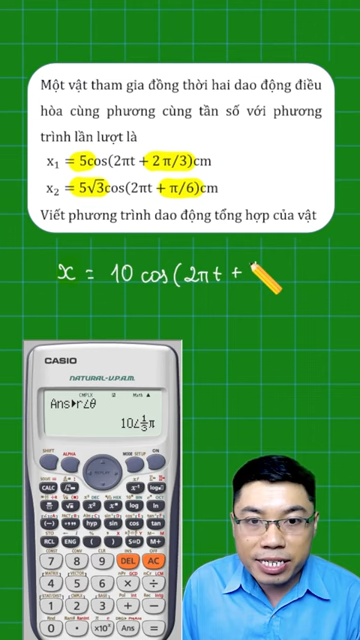 Một vật tham gia đồng thời hai dao động điều
hòa cùng phương cùng tần số với phương
trình lần lượt là
x₁ = 5cos(2πt + 2 π/3)cm
x₂ = 5√3cos(2πt + π/6)cm
Viết phương trình dao động tổng hợp của vật
x = 10 cos(2πt +
CASIO
NATURAL-V.P.A.M.
CMPLX Math ▲
Ans▶r∠θ
10∠1/3π
SHIFT ALPHA MODE SETUP ON
CALC
log
ln
(-) hyp sin cos tan
RCL ENG ( ) S⇔D M+
7 8 9 DEL AC
4 5 6 × ÷
1 2 3 + −
0 . ×10ˣ Ans =